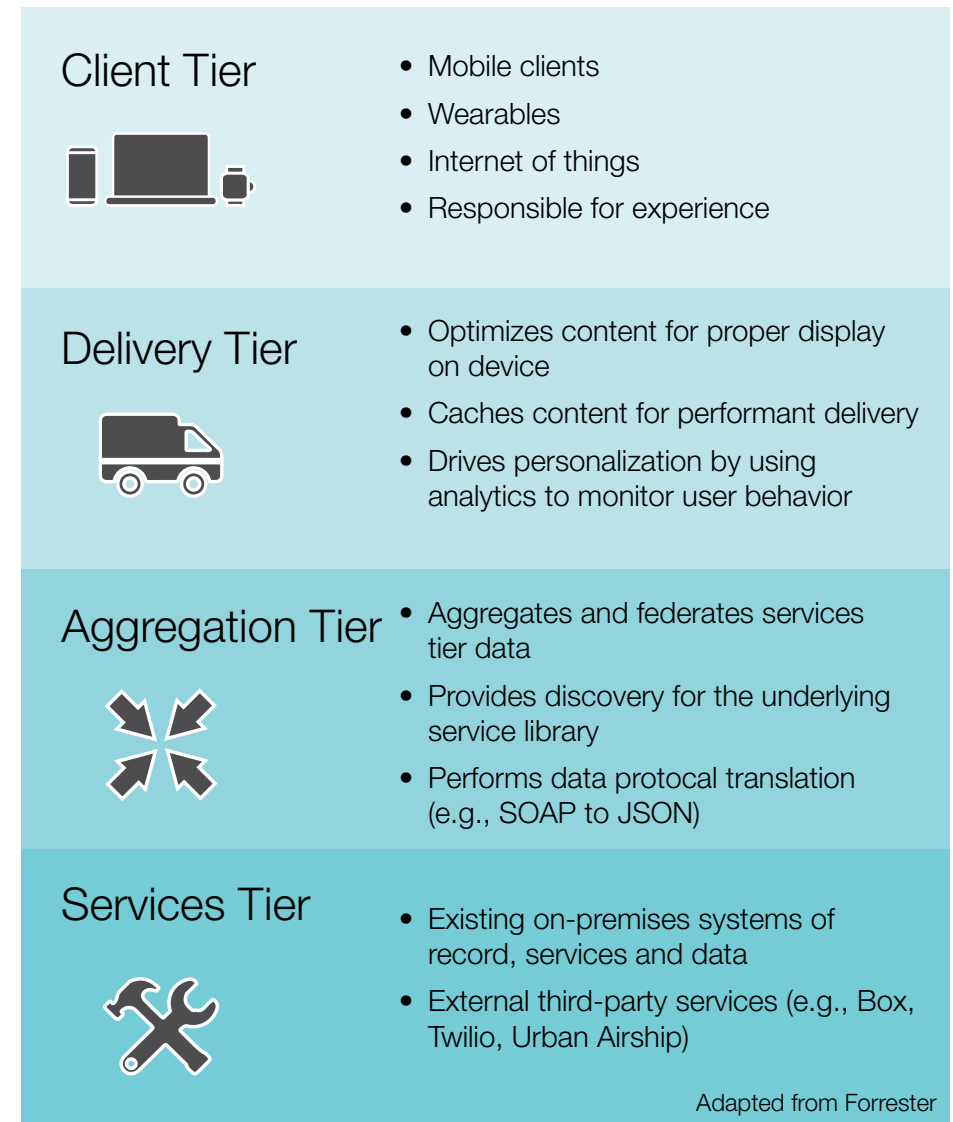 Client Tier
• Mobile clients
• Wearables
• Internet of things
• Responsible for experience
Delivery Tier
• Optimizes content for proper display
on device
• Caches content for performant delivery
• Drives personalization by using
analytics to monitor user behavior
Aggregation Tier
• Aggregates and federates services
tier data
• Provides discovery for the underlying
service library
• Performs data protocal translation
(e.g., SOAP to JSON)
Services Tier
• Existing on-premises systems of
record, services and data
• External third-party services (e.g., Box,
Twilio, Urban Airship)
Adapted from Forrester